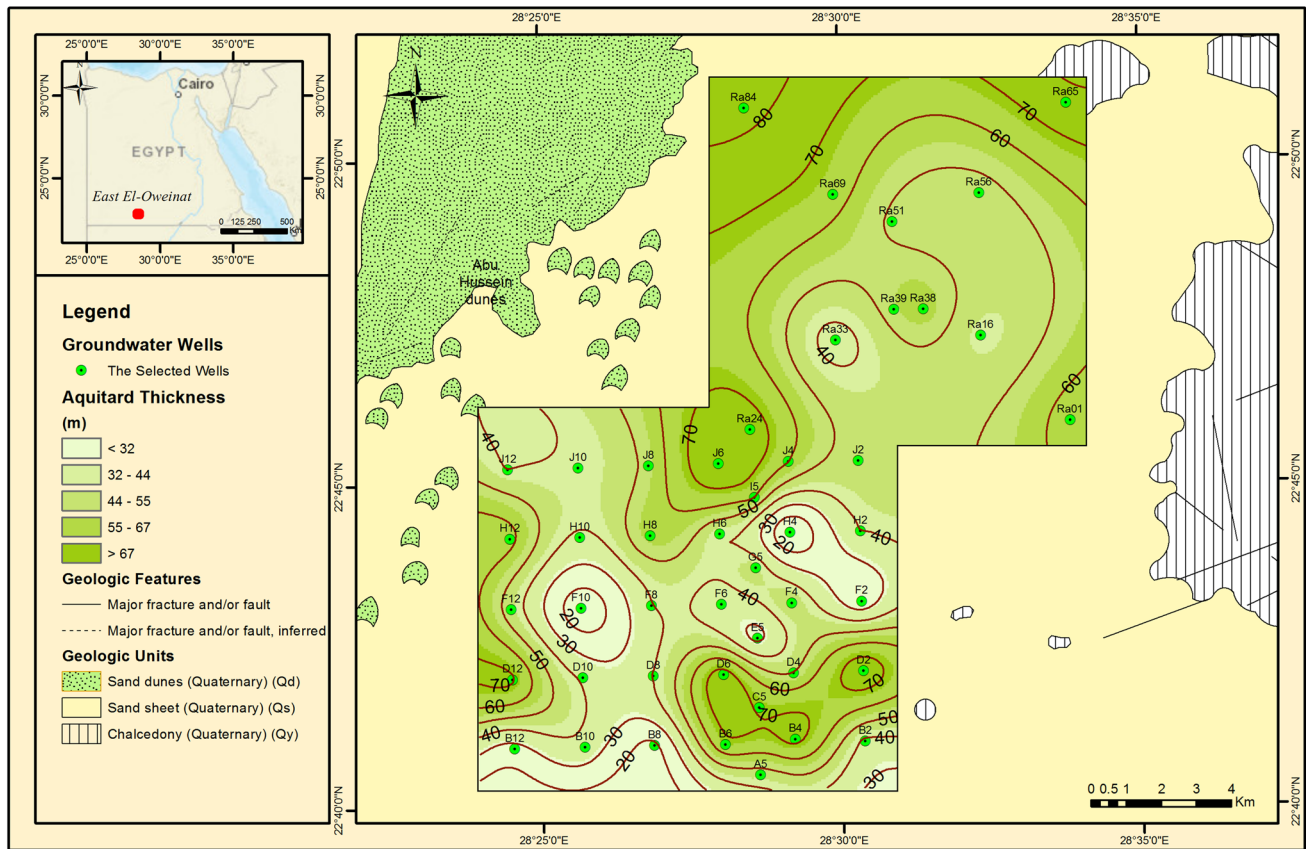 28°25'0"E
28°30'0"E
28°35'0"E
25°0'0"E
30°0'0"E
35°0'0"E
30°0'0"N
30°0'0"N
25°0'0"N
25°0'0"N
Cairo
EGYPT
East El-Oweinat
0 125 250 500
Km
25°0'0"E
30°0'0"E
35°0'0"E
Legend
Groundwater Wells
The Selected Wells
Aquitard Thickness
(m)
< 32
32 - 44
44 - 55
55 - 67
> 67
Geologic Features
Major fracture and/or fault
Major fracture and/or fault, inferred
Geologic Units
Sand dunes (Quaternary) (Qd)
Sand sheet (Quaternary) (Qs)
Chalcedony (Quaternary) (Qy)
22°50'0"N
22°45'0"N
22°40'0"N
N
Abu
Hussein
dunes
Ra84
80
70
Ra65
70
60
Ra69
Ra56
Ra51
Ra39
Ra38
Ra33
40
Ra16
60
Ra01
Ra24
70
40
J12
J10
J8
J6
J4
J2
I5
50
H12
H10
H8
H6
30
H4
20
H2
40
G5
F12
F10
20
30
F8
F6
40
F4
F2
E5
50
D12
70
60
D10
D8
D6
D4
60
D2
70
C5
70
40
B12
B10
30
20
B8
B6
B4
B2
50
40
A5
30
22°50'0"N
22°45'0"N
22°40'0"N
0 0.5 1 2 3 4
Km
28°25'0"E
28°30'0"E
28°35'0"E